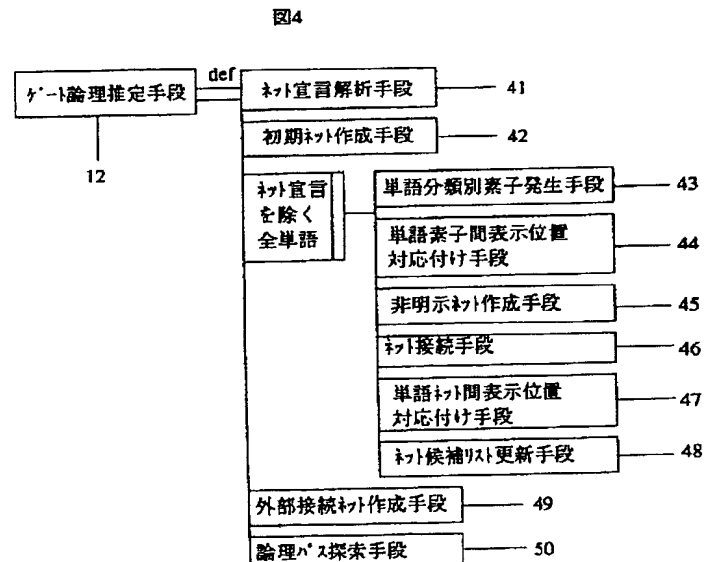 図4
ｹﾞｰﾄ論理推定手段
def
12
ﾈｯﾄ宣言解析手段
41
初期ﾈｯﾄ作成手段
42
ﾈｯﾄ宣言
を除く
全単語
単語分類別素子発生手段
43
単語素子間表示位置
対応付け手段
44
非明示ﾈｯﾄ作成手段
45
ﾈｯﾄ接続手段
46
単語ﾈｯﾄ間表示位置
対応付け手段
47
ﾈｯﾄ候補ﾘｽﾄ更新手段
48
外部接続ﾈｯﾄ作成手段
49
論理ﾊﾟｽ探索手段
50